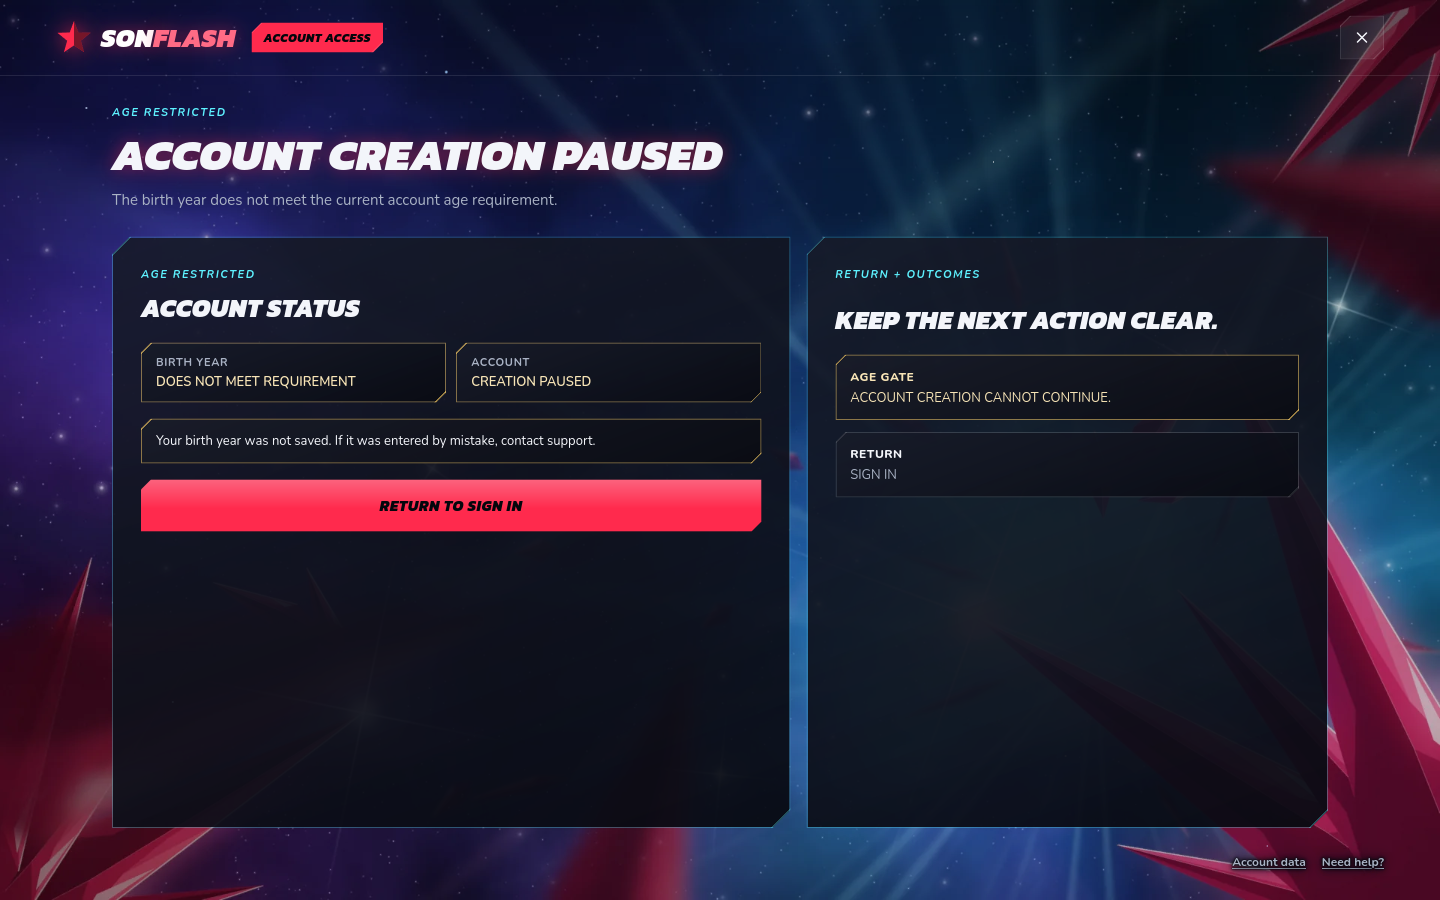 SONFLASH
ACCOUNT ACCESS
AGE RESTRICTED
ACCOUNT CREATION PAUSED
The birth year does not meet the current account age requirement.
AGE RESTRICTED
ACCOUNT STATUS
BIRTH YEAR
DOES NOT MEET REQUIREMENT
ACCOUNT
CREATION PAUSED
Your birth year was not saved. If it was entered by mistake, contact support.
RETURN TO SIGN IN
RETURN + OUTCOMES
KEEP THE NEXT ACTION CLEAR.
AGE GATE
ACCOUNT CREATION CANNOT CONTINUE.
RETURN
SIGN IN
Account data
Need help?